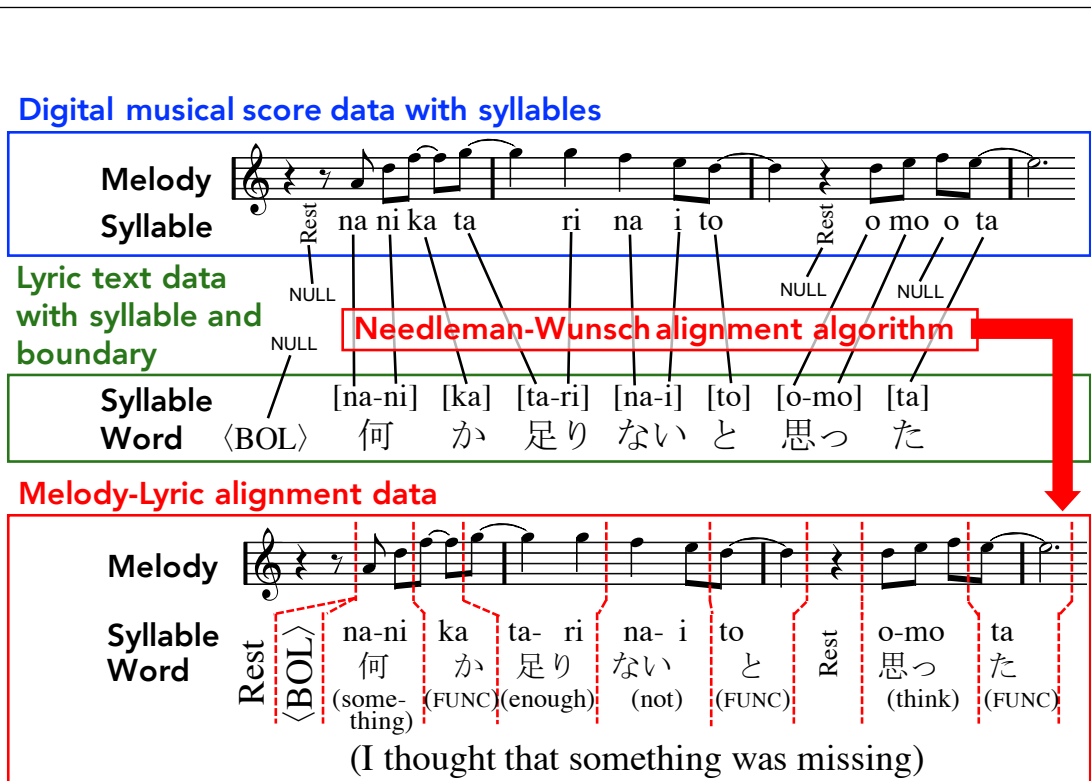 Digital musical score data with syllables
Melody
Syllable Rest na ni ka ta ri na i to Rest o mo o ta
Lyric text data
with syllable and
boundary
NULL NULL NULL
NULL
Needleman-Wunsch alignment algorithm
Syllable [na-ni] [ka] [ta-ri] [na-i] [to] [o-mo] [ta]
Word 〈BOL〉 何 か 足り ない と 思っ た
Melody-Lyric alignment data
Melody
Syllable na-ni ka ta- ri na- i to o-mo ta
Word Rest 〈BOL〉 何 か 足り ない と Rest 思っ た
(some-thing) (FUNC) (enough) (not) (FUNC) (think) (FUNC)
(I thought that something was missing)